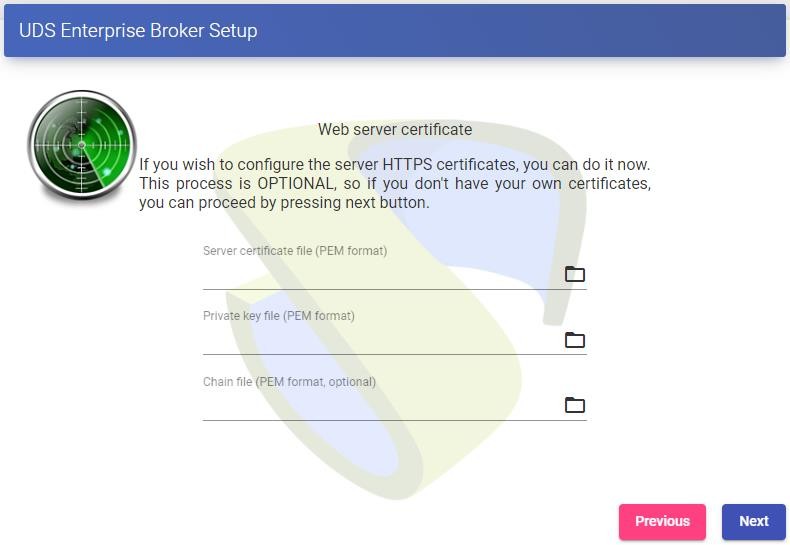 UDS Enterprise Broker Setup
Web server certificate
If you wish to configure the server HTTPS certificates, you can do it now.
This process is OPTIONAL, so if you don't have your own certificates,
you can proceed by pressing next button.
Server certificate file (PEM format)
Private key file (PEM format)
Chain file (PEM format, optional)
Previous
Next